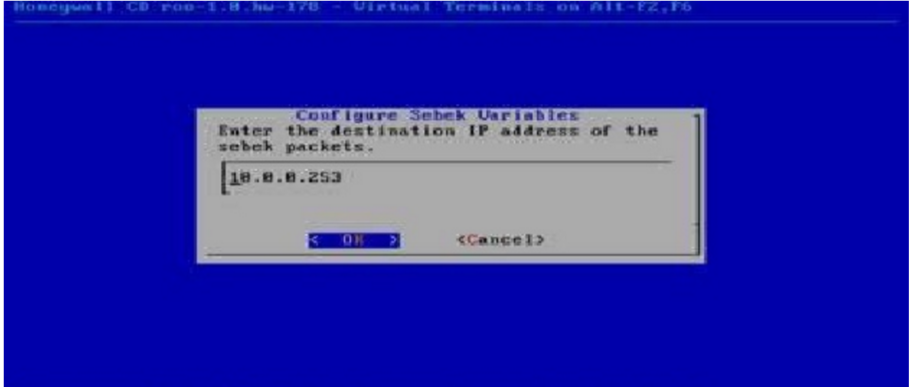 Honeywall CD roo-1.0.hw-178 - Virtual Terminals on Alt-F2,F6
Configure Sebek Variables
Enter the destination IP address of the
sebek packets.
10.0.0.253
< OK > <Cancel>